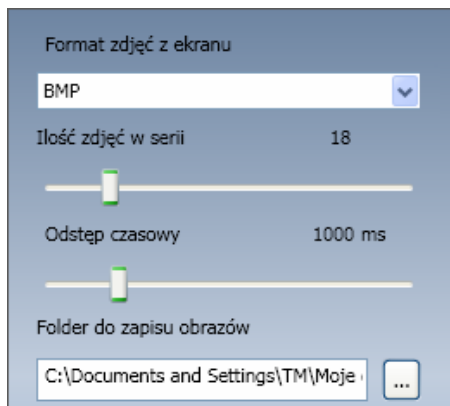 Format zdjęć z ekranu
BMP
Ilość zdjęć w serii 18
Odstęp czasowy 1000 ms
Folder do zapisu obrazów
C:\Documents and Settings\TM\Moje
...